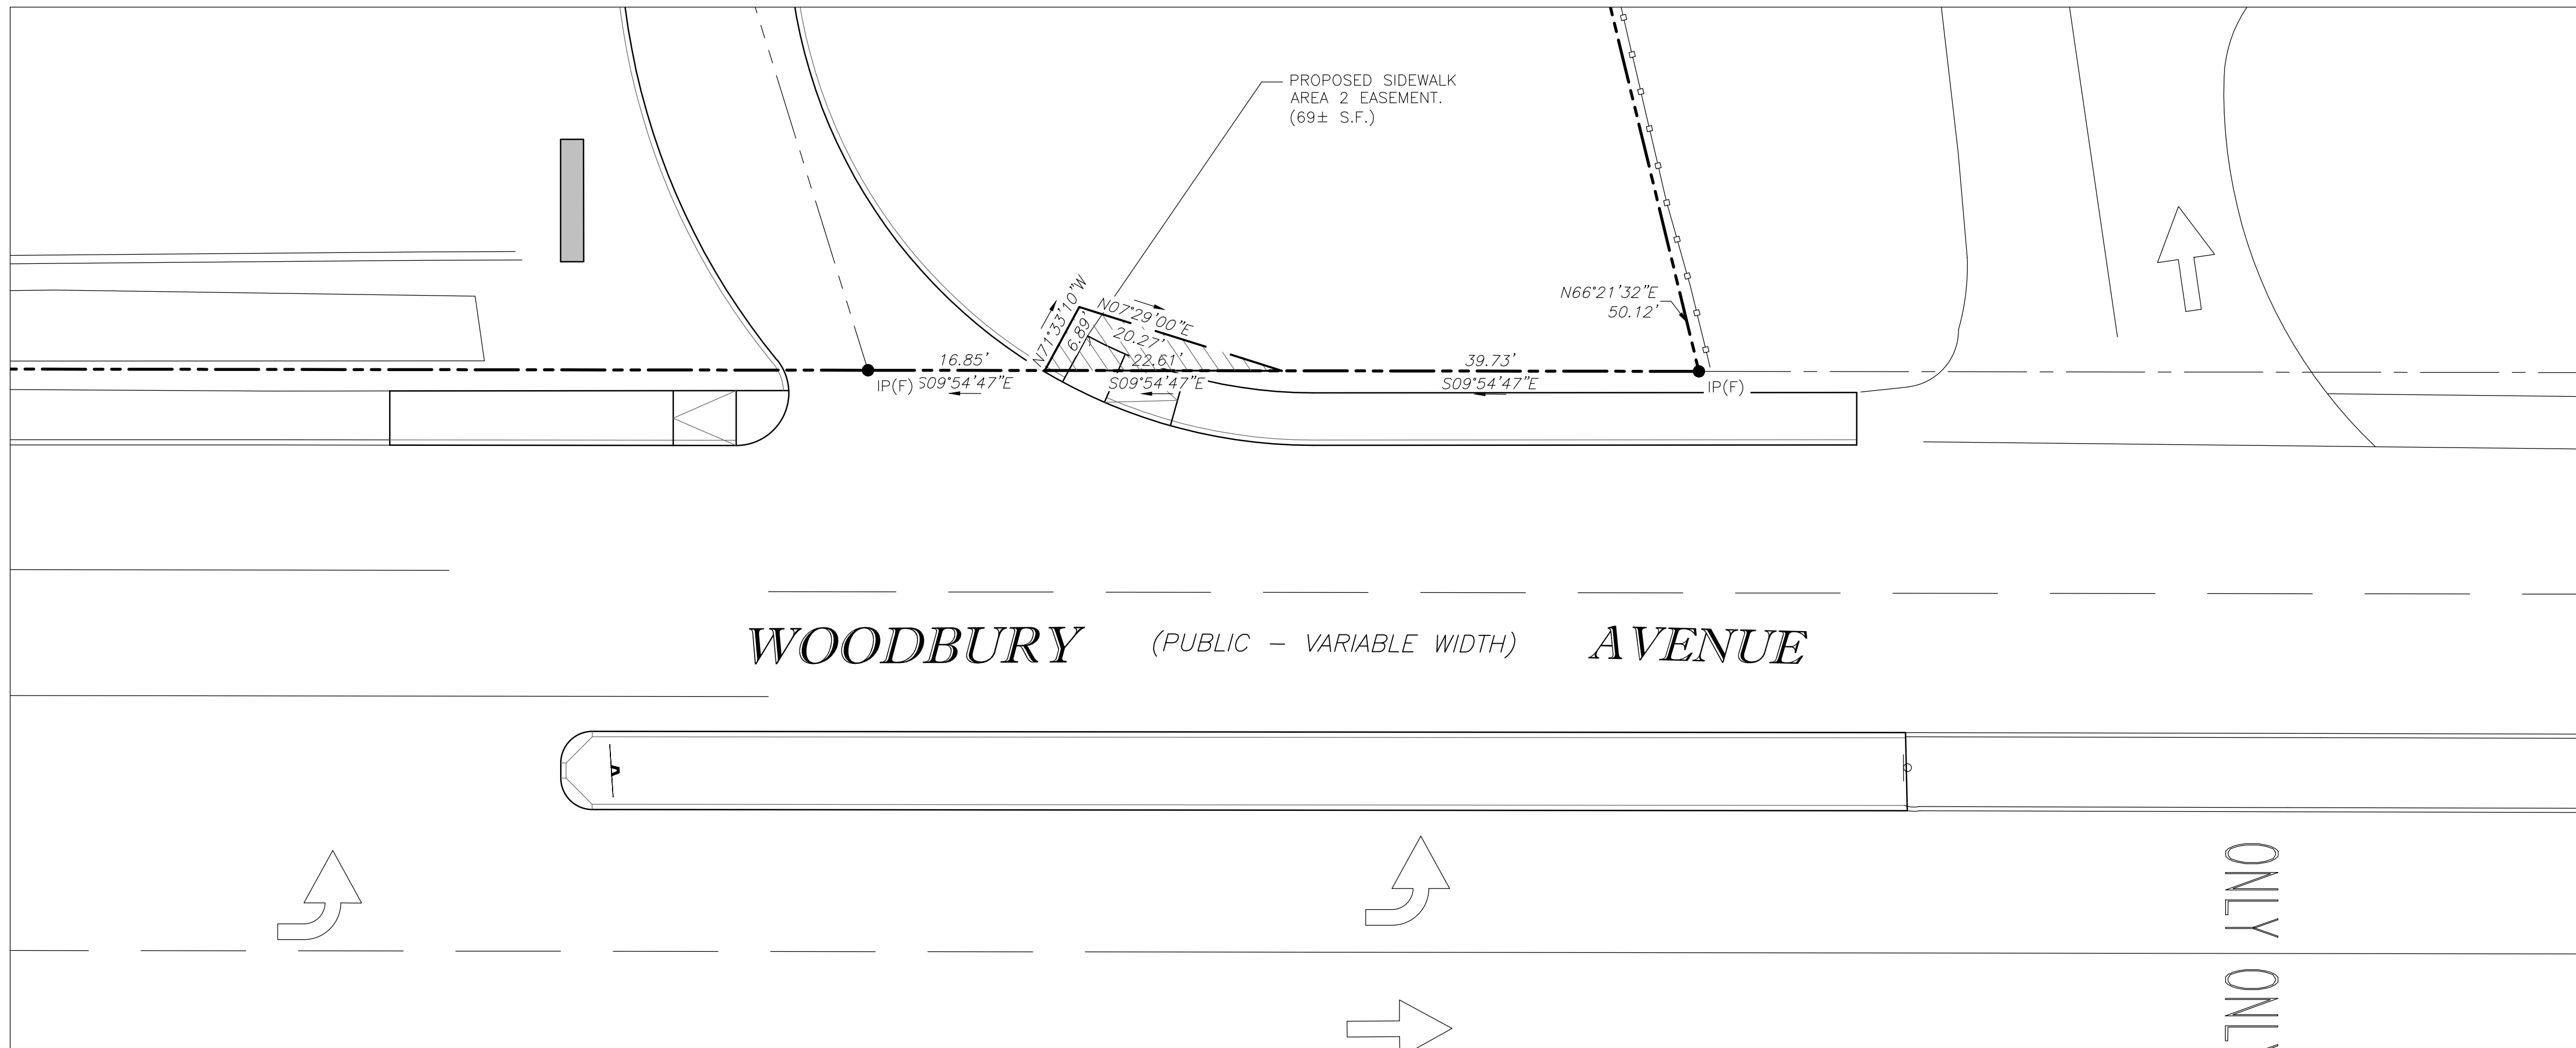 PROPOSED SIDEWALK
AREA 2 EASEMENT.
(69± S.F.)
N66°21'32"E
50.12'
N71°33'10"W
6.89'
N07°29'00"E
20.27'
16.85'
S09°54'47"E
22.61'
S09°54'47"E
39.73'
S09°54'47"E
IP(F)
IP(F)
WOODBURY (PUBLIC – VARIABLE WIDTH) AVENUE
ONLY
ONLY